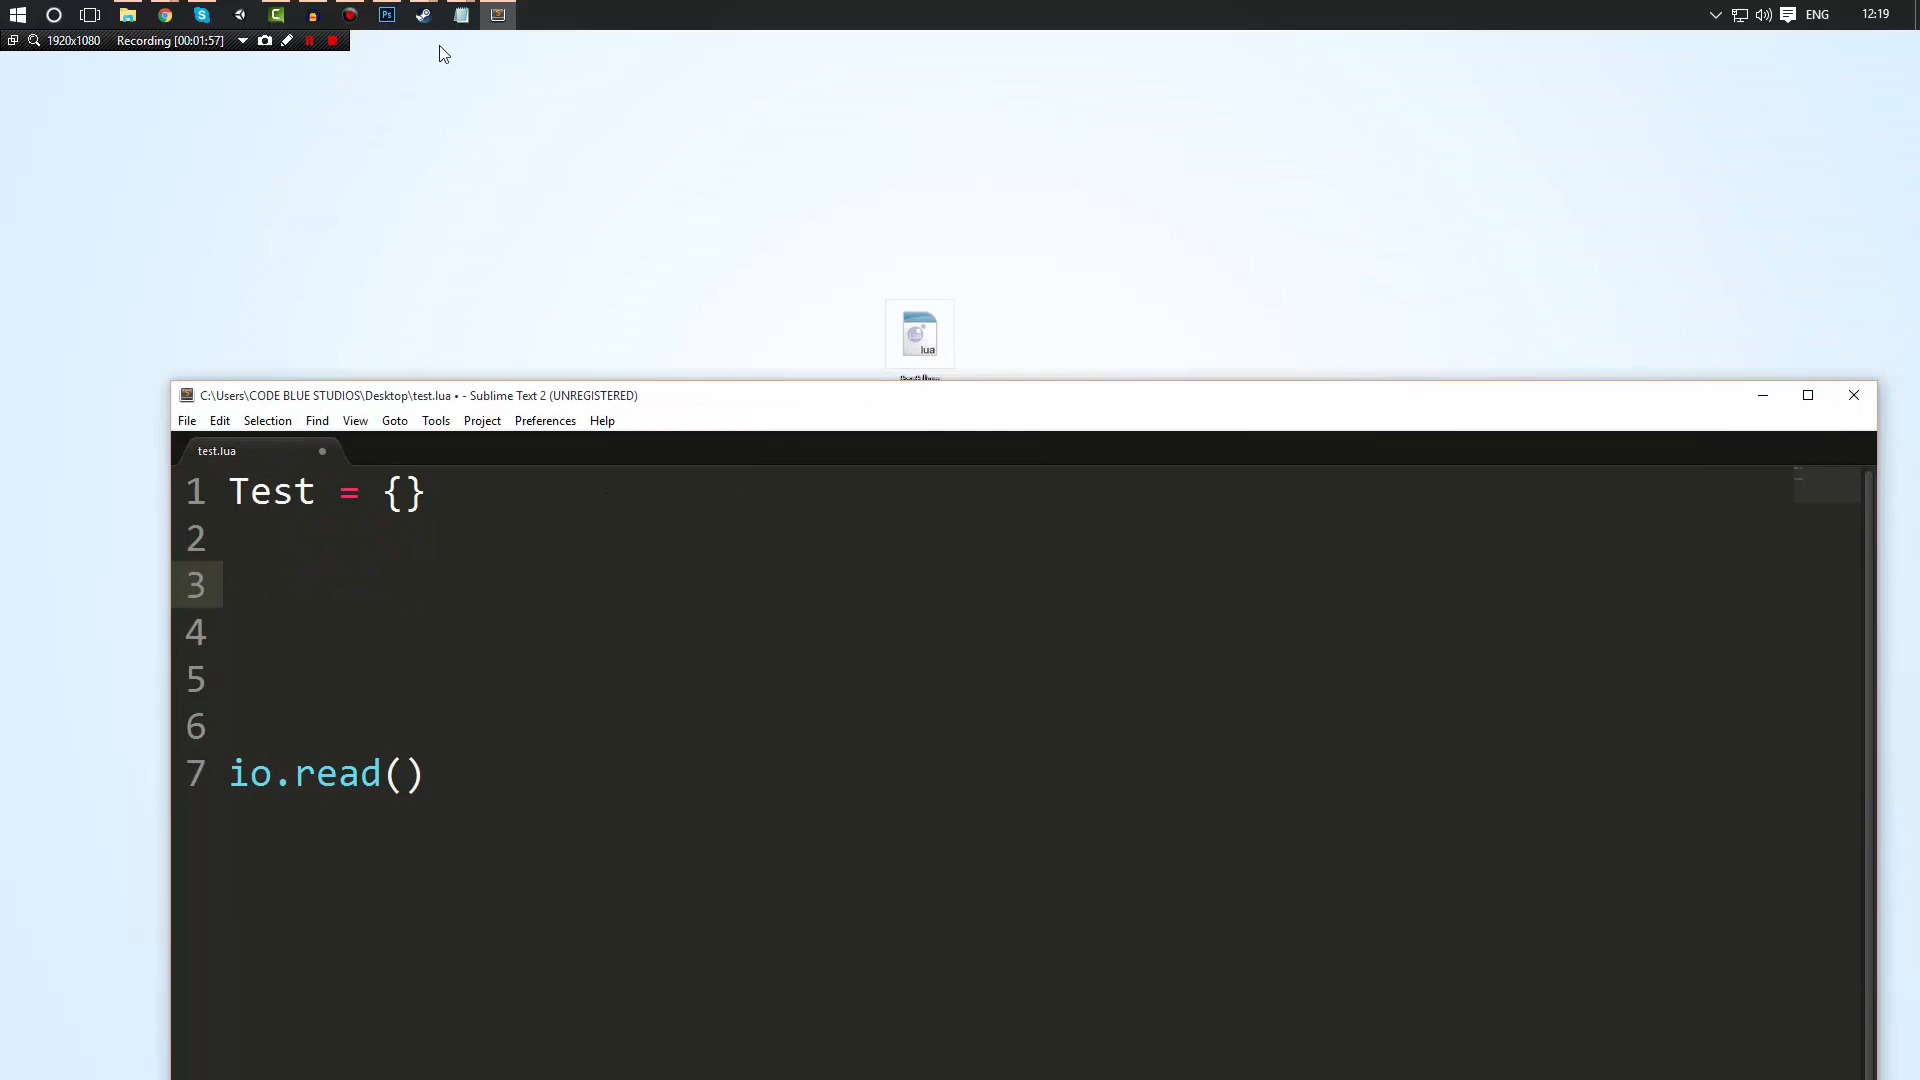 Ps
ENG
12:19
1920x1080
Recording [00:01:57]
lua
C:\Users\CODE BLUE STUDIOS\Desktop\test.lua • - Sublime Text 2 (UNREGISTERED)
File Edit Selection Find View Goto Tools Project Preferences Help
test.lua
1 Test = {}
2
3
4
5
6
7 io.read()